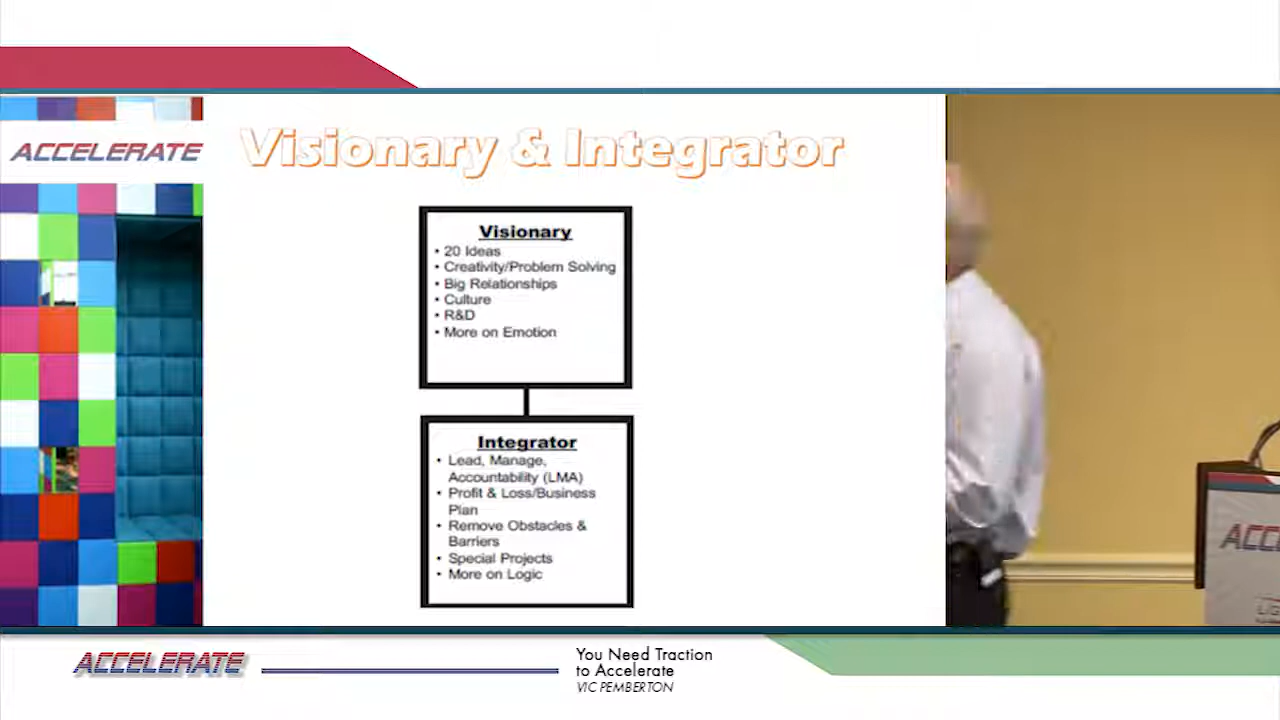 ACCELERATE
Visionary & Integrator
Visionary
• 20 Ideas
• Creativity/Problem Solving
• Big Relationships
• Culture
• R&D
• More on Emotion
Integrator
• Lead, Manage,
Accountability (LMA)
• Profit & Loss/Business
Plan
• Remove Obstacles &
Barriers
• Special Projects
• More on Logic
ACC
ACCELERATE
You Need Traction
to Accelerate
VIC PEMBERTON